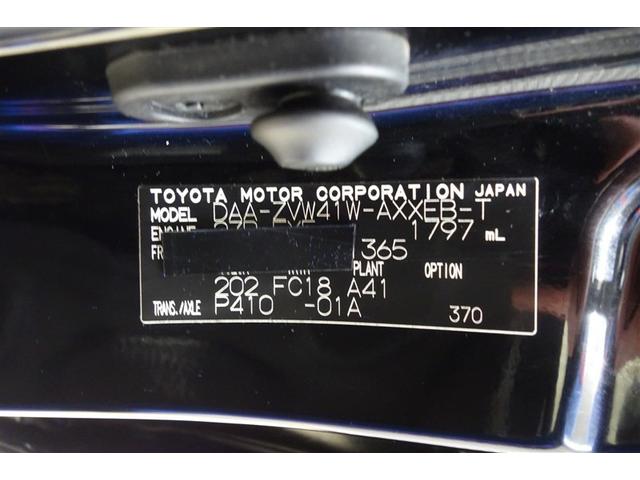 TOYOTA MOTOR CORPORATION JAPAN
MODEL DAA-ZVW41W-AXXEB-T
1797 mL
365
PLANT OPTION
202 FC18 A41
TRANS./AXLE P410 -01A 370